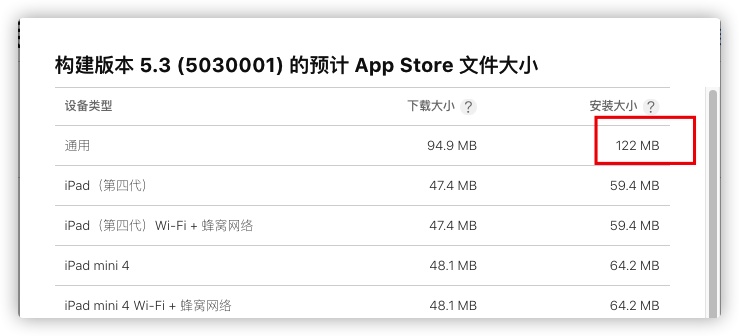 构建版本 5.3 (5030001) 的预计 App Store 文件大小
设备类型 下载大小 ? 安装大小 ?
通用 94.9 MB 122 MB
iPad（第四代） 47.4 MB 59.4 MB
iPad（第四代）Wi-Fi + 蜂窝网络 47.4 MB 59.4 MB
iPad mini 4 48.1 MB 64.2 MB
iPad mini 4 Wi-Fi + 蜂窝网络 48.1 MB 64.2 MB